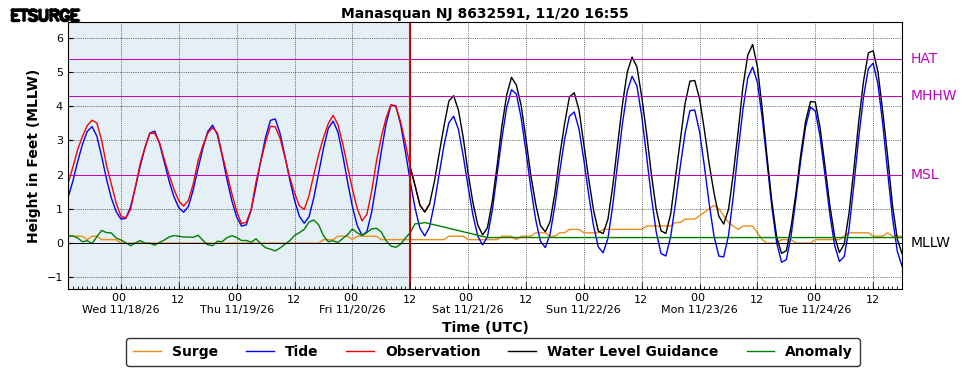 ETSURGE
Manasquan NJ 8632591, 11/20 16:55
Height in Feet (MLLW)
6
5
4
3
2
1
0
−1
HAT
MHHW
MSL
MLLW
00 12 00 12 00 12 00 12 00 12 00 12 00 12
Wed 11/18/26 Thu 11/19/26 Fri 11/20/26 Sat 11/21/26 Sun 11/22/26 Mon 11/23/26 Tue 11/24/26
Time (UTC)
Surge Tide Observation Water Level Guidance Anomaly